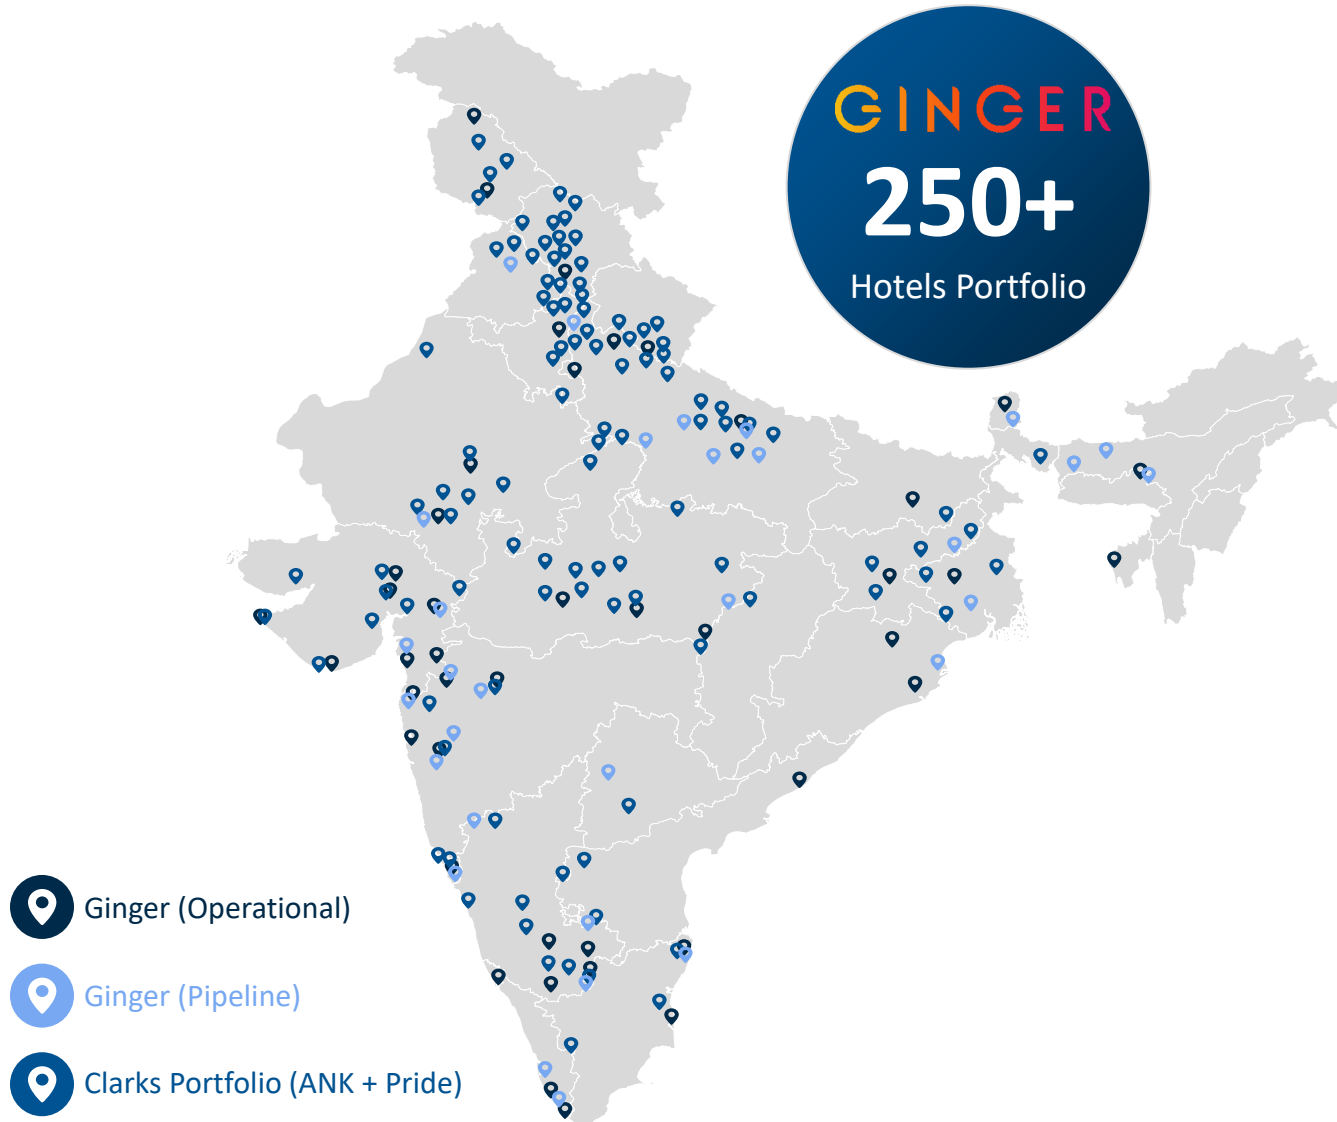 GINGER
250+
Hotels Portfolio
Ginger (Operational)
Ginger (Pipeline)
Clarks Portfolio (ANK + Pride)